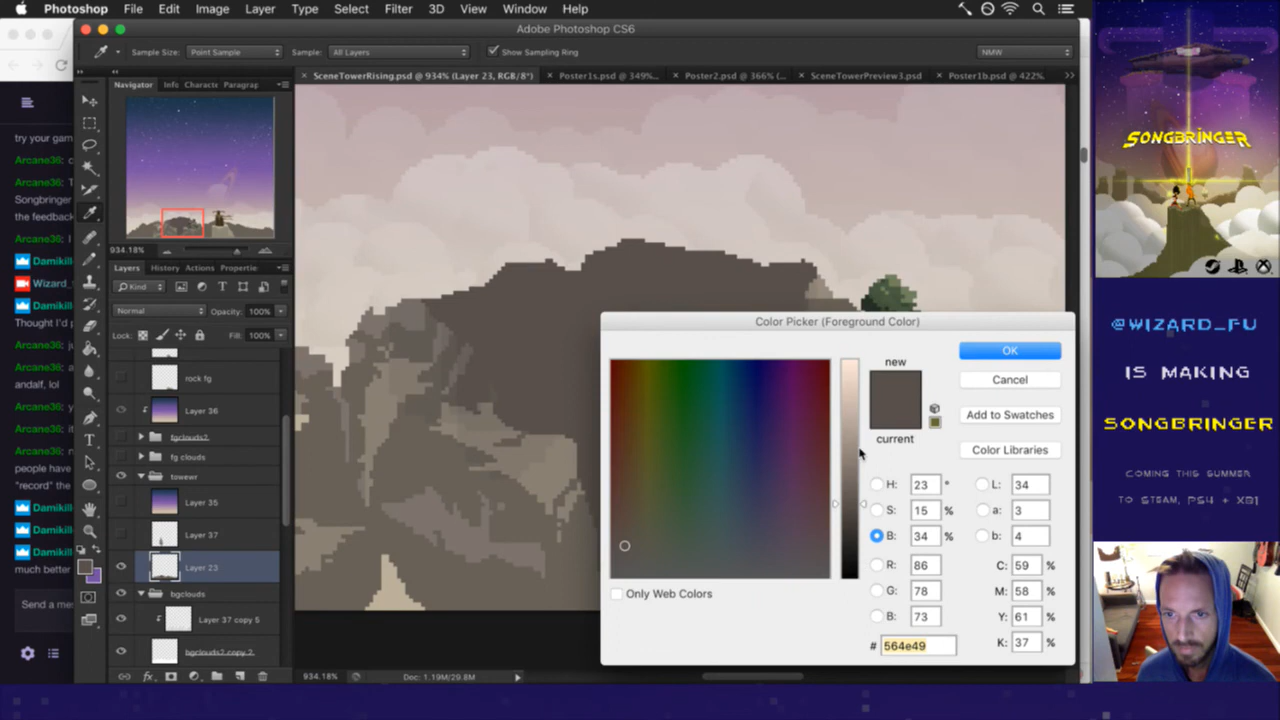 Photoshop File Edit Image Layer Type Select Filter 3D View Window Help
Adobe Photoshop CS6
Sample Size: Point Sample Sample: All Layers Show Sampling Ring NMW
SceneTowerRising.psd @ 934% (Layer 23, RGB/8*) Poster1s.psd @ 349%... Poster2.psd @ 366% (... SceneTowerPreview3.psd Poster1b.psd @ 422%...
Navigator Info Characte Paragrap
try your gam
Arcane36: c
Arcane36: T
Songbringer
the feedback
Arcane36: I
Damikill
Wizard_
Damikill
Thought I'd p
Arcane36: ju
Arcane36: a
andalf, lol
Arcane36: y
Arcane36: it
Arcane36: n
people have
"record" the
Damikill
Damikill
Damikill
much better
Send a me
934.18%
Layers History Actions Propertie
Kind
Normal Opacity: 100%
Lock: Fill: 100%
rock fg
Layer 36
fgclouds2
fg clouds
towewr
Layer 35
Layer 37
Layer 23
bgclouds
Layer 37 copy 5
bgclouds2 copy 2
934.18% Doc: 1.19M/29.8M
Color Picker (Foreground Color)
new
current
OK
Cancel
Add to Swatches
Color Libraries
H: 23 ° L: 34
S: 15 % a: 3
B: 34 % b: 4
R: 86 C: 59 %
G: 78 M: 58 %
B: 73 Y: 61 %
# 564e49 K: 37 %
Only Web Colors
SONGBRINGER
@WIZARD_FU
IS MAKING
SONGBRINGER
COMING THIS SUMMER
TO STEAM, PS4 + XB1